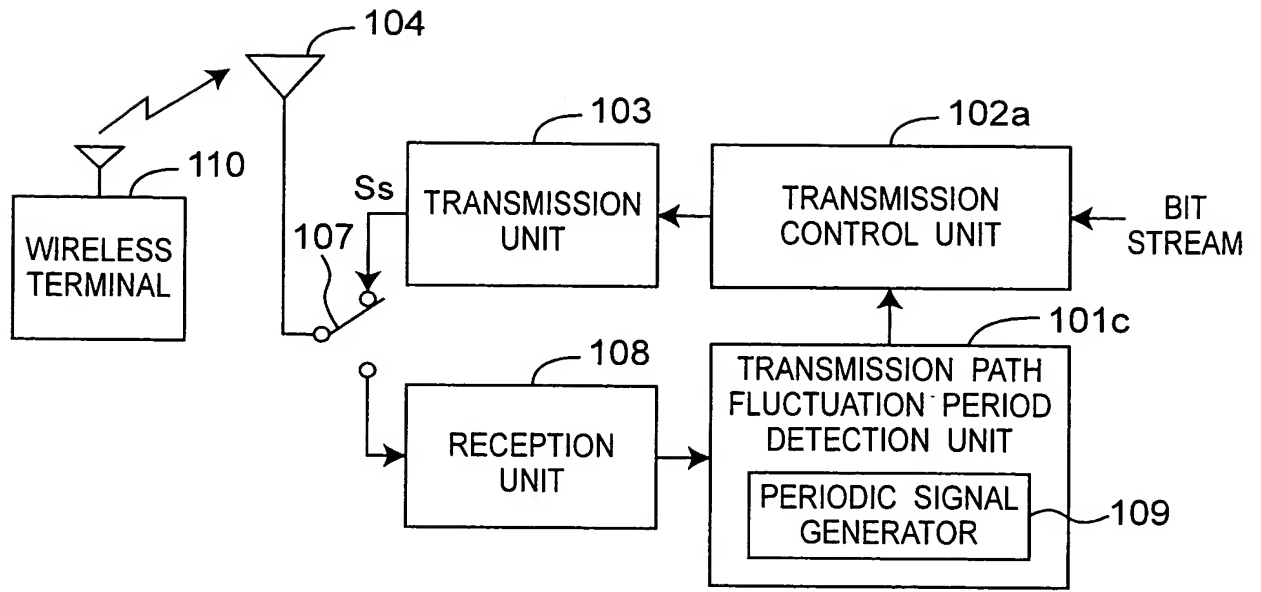 104
103
102a
110
Ss
TRANSMISSION
UNIT
TRANSMISSION
CONTROL UNIT
BIT
STREAM
WIRELESS
TERMINAL
107
101c
108
TRANSMISSION PATH
FLUCTUATION PERIOD
DETECTION UNIT
RECEPTION
UNIT
PERIODIC SIGNAL
GENERATOR
109